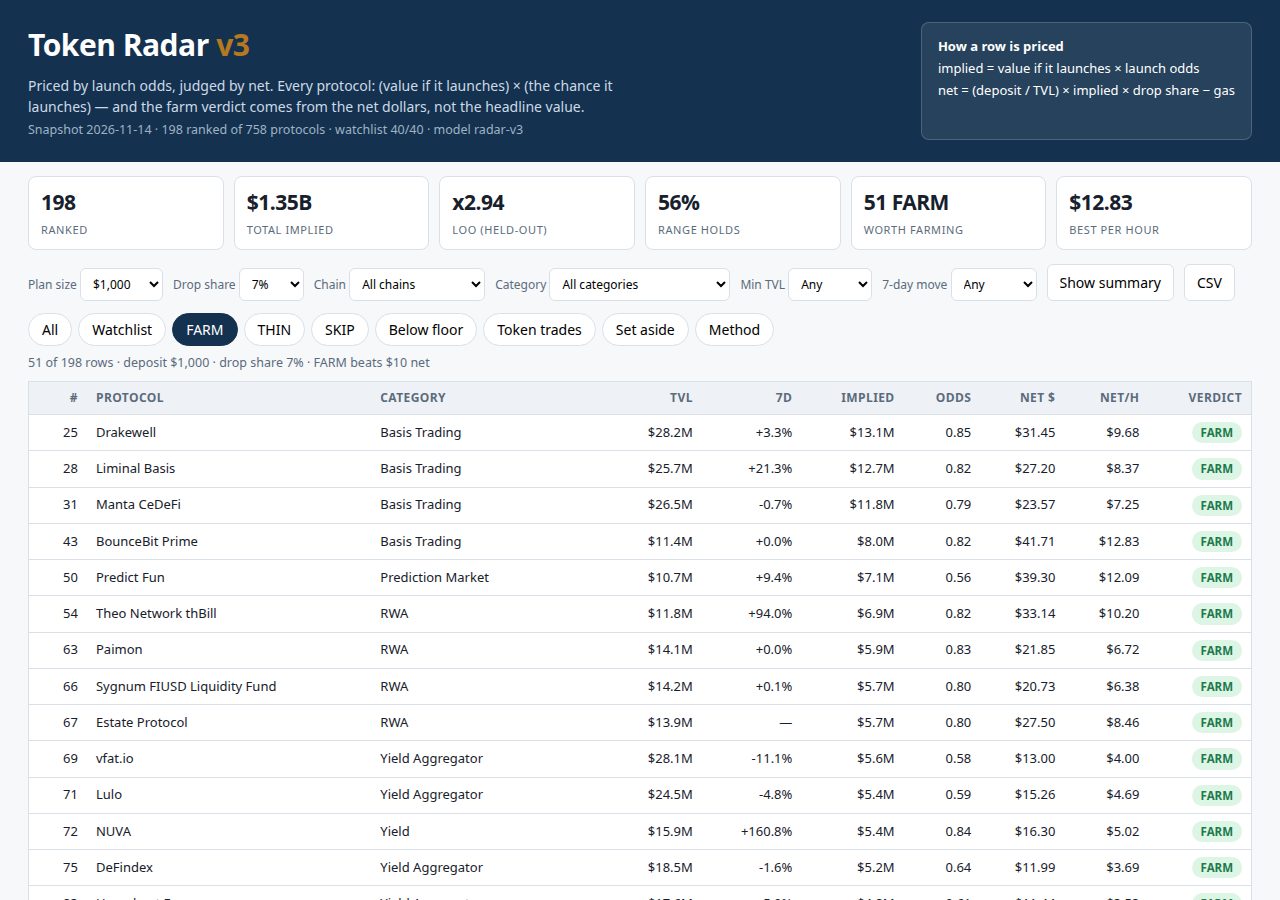 Token Radar v3
Priced by launch odds, judged by net. Every protocol: (value if it launches) × (the chance it
launches) — and the farm verdict comes from the net dollars, not the headline value.
Snapshot 2026-11-14 · 198 ranked of 758 protocols · watchlist 40/40 · model radar-v3
How a row is priced
implied = value if it launches × launch odds
net = (deposit / TVL) × implied × drop share − gas
198 $1.35B x2.94 56% 51 FARM $12.83
RANKED TOTAL IMPLIED LOO (HELD-OUT) RANGE HOLDS WORTH FARMING BEST PER HOUR
Plan size $1,000 Drop share 7% Chain All chains Category All categories Min TVL Any 7-day move Any Show summary CSV
All Watchlist FARM THIN SKIP Below floor Token trades Set aside Method
51 of 198 rows · deposit $1,000 · drop share 7% · FARM beats $10 net
# PROTOCOL CATEGORY TVL 7D IMPLIED ODDS NET $ NET/H VERDICT
25 Drakewell Basis Trading $28.2M +3.3% $13.1M 0.85 $31.45 $9.68 FARM
28 Liminal Basis Basis Trading $25.7M +21.3% $12.7M 0.82 $27.20 $8.37 FARM
31 Manta CeDeFi Basis Trading $26.5M -0.7% $11.8M 0.79 $23.57 $7.25 FARM
43 BounceBit Prime Basis Trading $11.4M +0.0% $8.0M 0.82 $41.71 $12.83 FARM
50 Predict Fun Prediction Market $10.7M +9.4% $7.1M 0.56 $39.30 $12.09 FARM
54 Theo Network thBill RWA $11.8M +94.0% $6.9M 0.82 $33.14 $10.20 FARM
63 Paimon RWA $14.1M +0.0% $5.9M 0.83 $21.85 $6.72 FARM
66 Sygnum FIUSD Liquidity Fund RWA $14.2M +0.1% $5.7M 0.80 $20.73 $6.38 FARM
67 Estate Protocol RWA $13.9M — $5.7M 0.80 $27.50 $8.46 FARM
69 vfat.io Yield Aggregator $28.1M -11.1% $5.6M 0.58 $13.00 $4.00 FARM
71 Lulo Yield Aggregator $24.5M -4.8% $5.4M 0.59 $15.26 $4.69 FARM
72 NUVA Yield $15.9M +160.8% $5.4M 0.84 $16.30 $5.02 FARM
75 DeFindex Yield Aggregator $18.5M -1.6% $5.2M 0.64 $11.99 $3.69 FARM